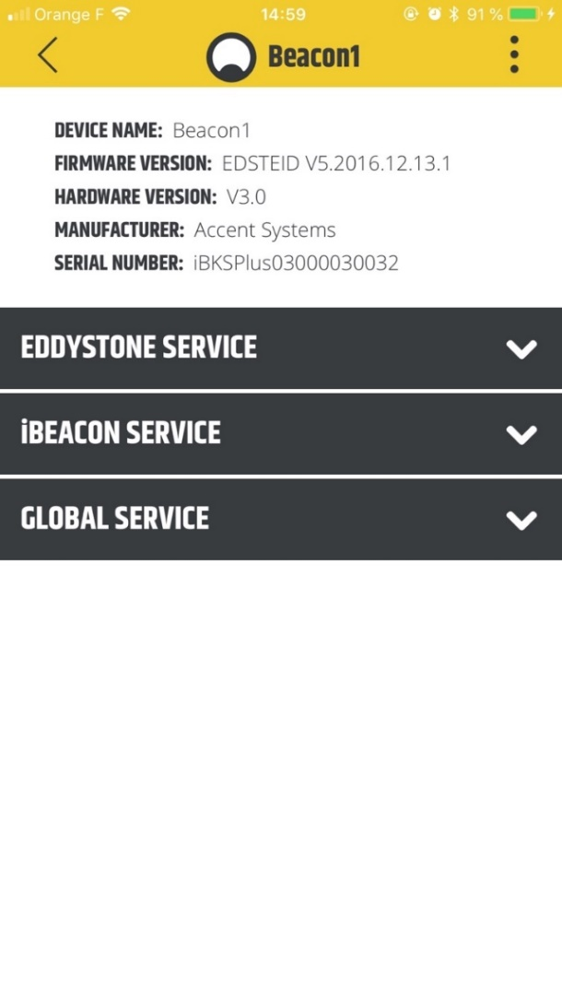 Orange F 14:59 91 %
Beacon1
DEVICE NAME: Beacon1
FIRMWARE VERSION: EDSTEID V5.2016.12.13.1
HARDWARE VERSION: V3.0
MANUFACTURER: Accent Systems
SERIAL NUMBER: iBKSPlus03000030032
EDDYSTONE SERVICE
iBEACON SERVICE
GLOBAL SERVICE